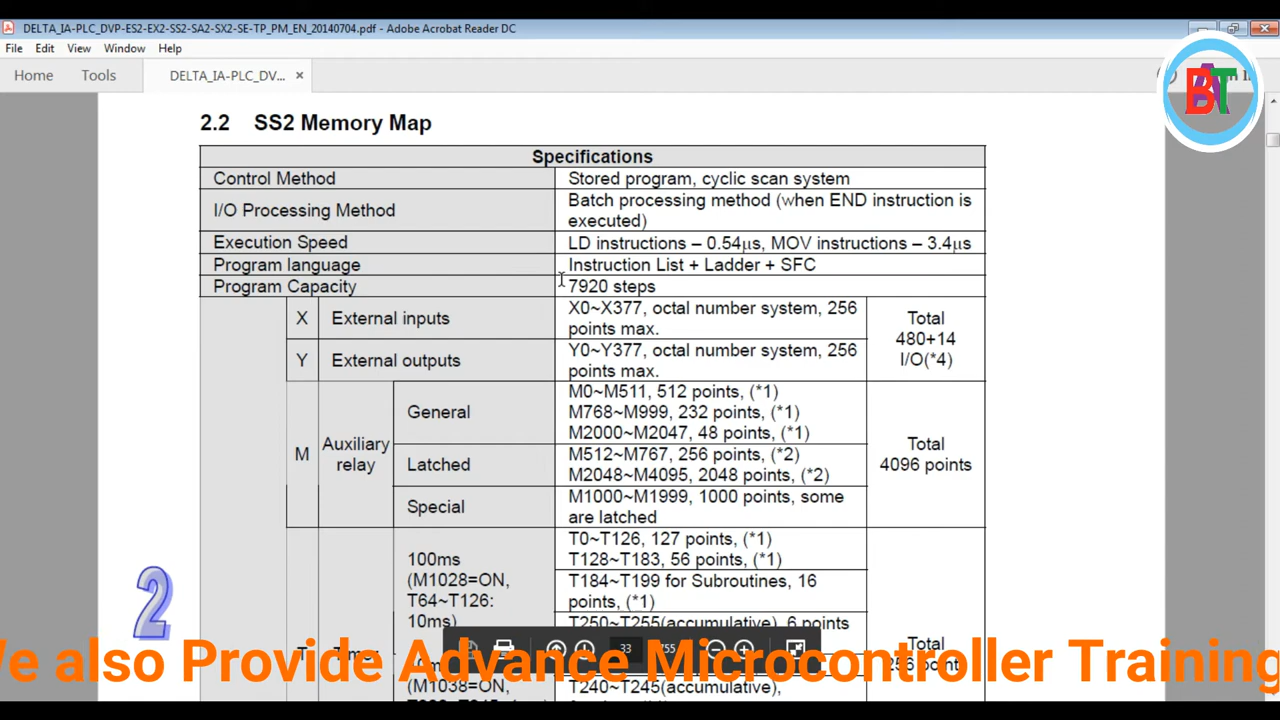 DELTA_IA-PLC_DVP-ES2-EX2-SS2-SA2-SX2-SE-TP_PM_EN_20140704.pdf - Adobe Acrobat Reader DC
File Edit View Window Help
Home Tools DELTA_IA-PLC_DV... ×
BAT
2.2 SS2 Memory Map
Specifications
Control Method Stored program, cyclic scan system
I/O Processing Method Batch processing method (when END instruction is
executed)
Execution Speed LD instructions – 0.54μs, MOV instructions – 3.4μs
Program language Instruction List + Ladder + SFC
Program Capacity 7920 steps
X External inputs X0~X377, octal number system, 256
points max.
Y External outputs Y0~Y377, octal number system, 256
points max.
Total
480+14
I/O(*4)
M Auxiliary
relay
General M0~M511, 512 points, (*1)
M768~M999, 232 points, (*1)
M2000~M2047, 48 points, (*1)
Latched M512~M767, 256 points, (*2)
M2048~M4095, 2048 points, (*2)
Special M1000~M1999, 1000 points, some
are latched
Total
4096 points
100ms
(M1028=ON,
T64~T126:
10ms)
T0~T126, 127 points, (*1)
T128~T183, 56 points, (*1)
T184~T199 for Subroutines, 16
points, (*1)
T250~T255(accumulative), 6 points
Total
(M1038=ON, T240~T245(accumulative),
33
2
We also Provide Advance Microcontroller Training